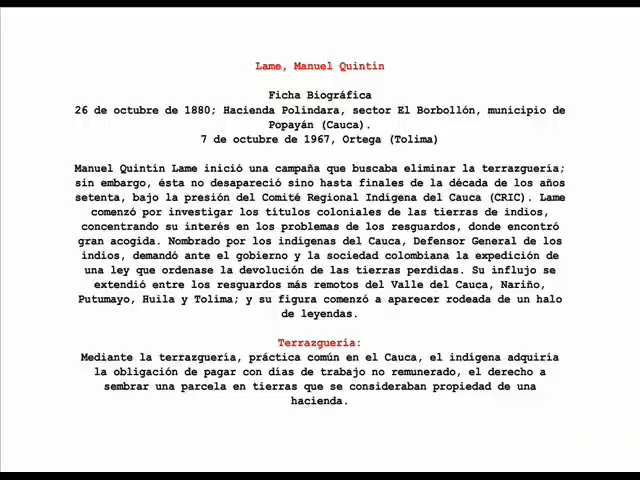 Lame, Manuel Quintín
Ficha Biográfica
26 de octubre de 1880; Hacienda Polindara, sector El Borbollón, municipio de
Popayán (Cauca).
7 de octubre de 1967, Ortega (Tolima)
Manuel Quintín Lame inició una campaña que buscaba eliminar la terrazguería;
sin embargo, ésta no desapareció sino hasta finales de la década de los años
setenta, bajo la presión del Comité Regional Indígena del Cauca (CRIC). Lame
comenzó por investigar los títulos coloniales de las tierras de indios,
concentrando su interés en los problemas de los resguardos, donde encontró
gran acogida. Nombrado por los indígenas del Cauca, Defensor General de los
indios, demandó ante el gobierno y la sociedad colombiana la expedición de
una ley que ordenase la devolución de las tierras perdidas. Su influjo se
extendió entre los resguardos más remotos del Valle del Cauca, Nariño,
Putumayo, Huila y Tolima; y su figura comenzó a aparecer rodeada de un halo
de leyendas.
Terrazguería:
Mediante la terrazguería, práctica común en el Cauca, el indígena adquiría
la obligación de pagar con días de trabajo no remunerado, el derecho a
sembrar una parcela en tierras que se consideraban propiedad de una
hacienda.